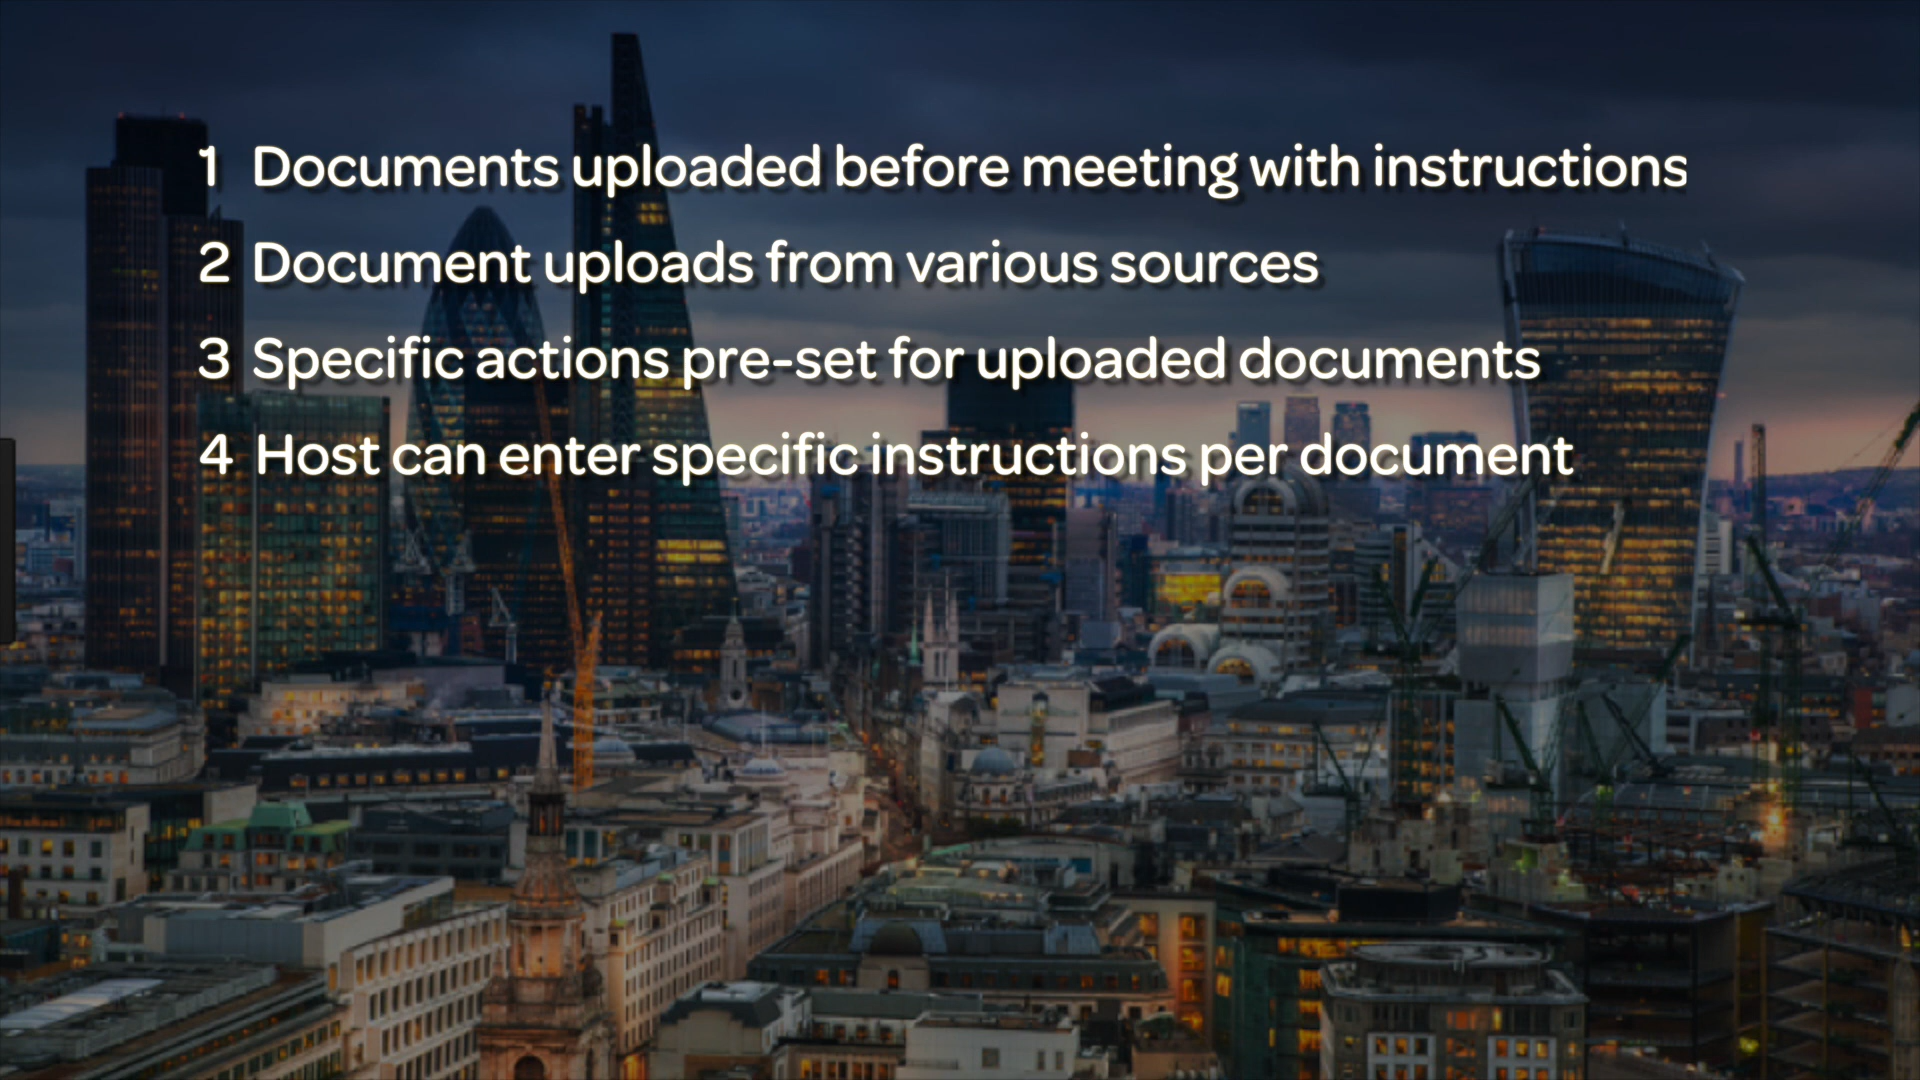 1 Documents uploaded before meeting with instructions
2 Document uploads from various sources
3 Specific actions pre-set for uploaded documents
4 Host can enter specific instructions per document